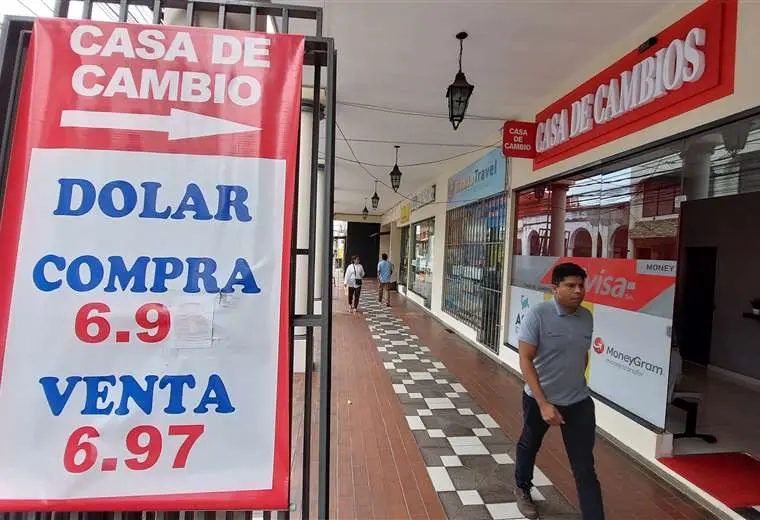 CASA DE
CAMBIO
DOLAR
COMPRA
6.9
VENTA
6.97
CASA DE
CAMBIO
CASA DE CAMBIOS
Travel
visa
MONEY
MoneyGram